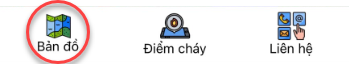 Bản đồ
Điểm cháy
Liên hệ